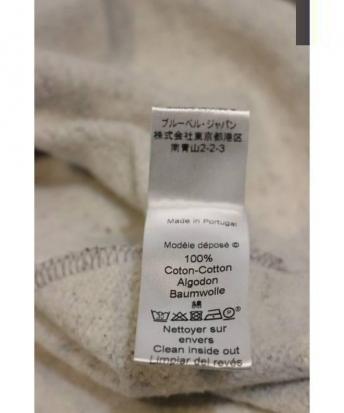 ブルーベル・ジャパン
株式会社東京都港区
南青山2-2-3
Made in Portugal
Modèle déposé ©
100%
Coton-Cotton
Algodon
Baumwolle
Nettoyer sur
envers
Clean inside out
Limpiar del revés